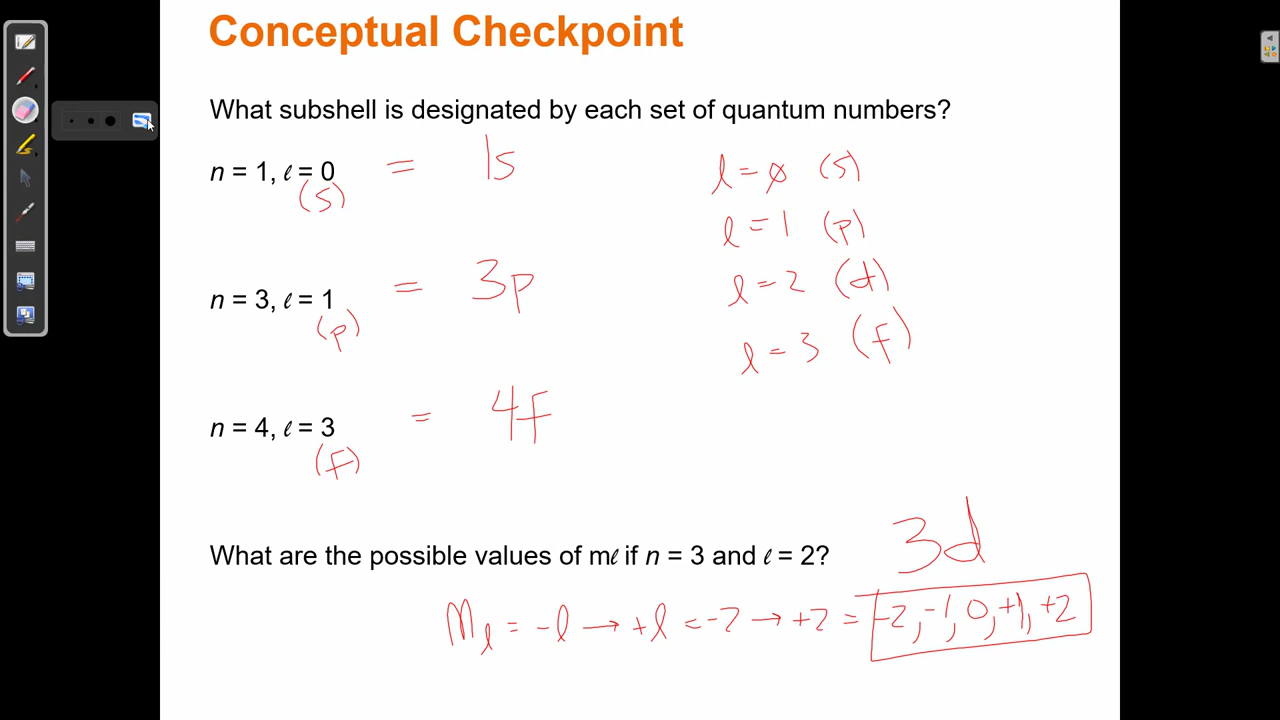 Conceptual Checkpoint
What subshell is designated by each set of quantum numbers?
n = 1, ℓ = 0 = 1s
(s)
l = 0 (s)
l = 1 (p)
l = 2 (d)
l = 3 (f)
n = 3, ℓ = 1 = 3p
(p)
n = 4, ℓ = 3 = 4f
(f)
What are the possible values of mℓ if n = 3 and ℓ = 2? 3d
mℓ = -l → +l = -2 → +2 = -2, -1, 0, +1, +2